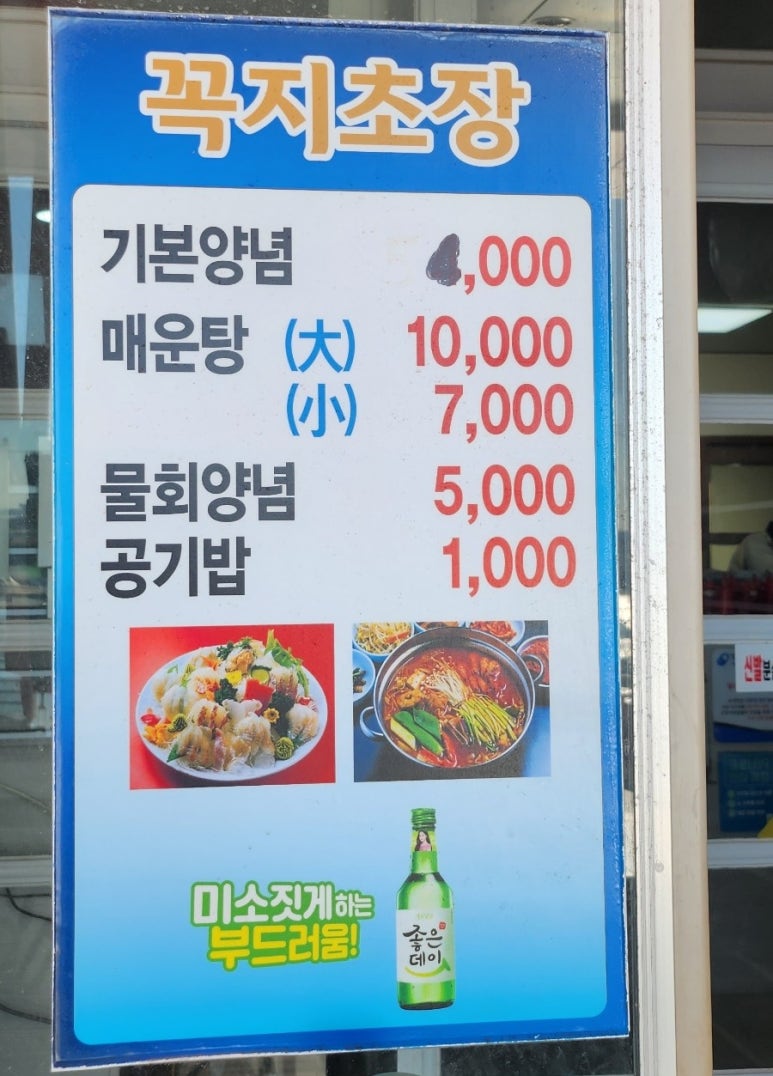 꼭지초장
기본양념 4,000
매운탕 (大) 10,000
(小) 7,000
물회양념 5,000
공기밥 1,000
미소짓게하는
부드러움!
좋은
데이